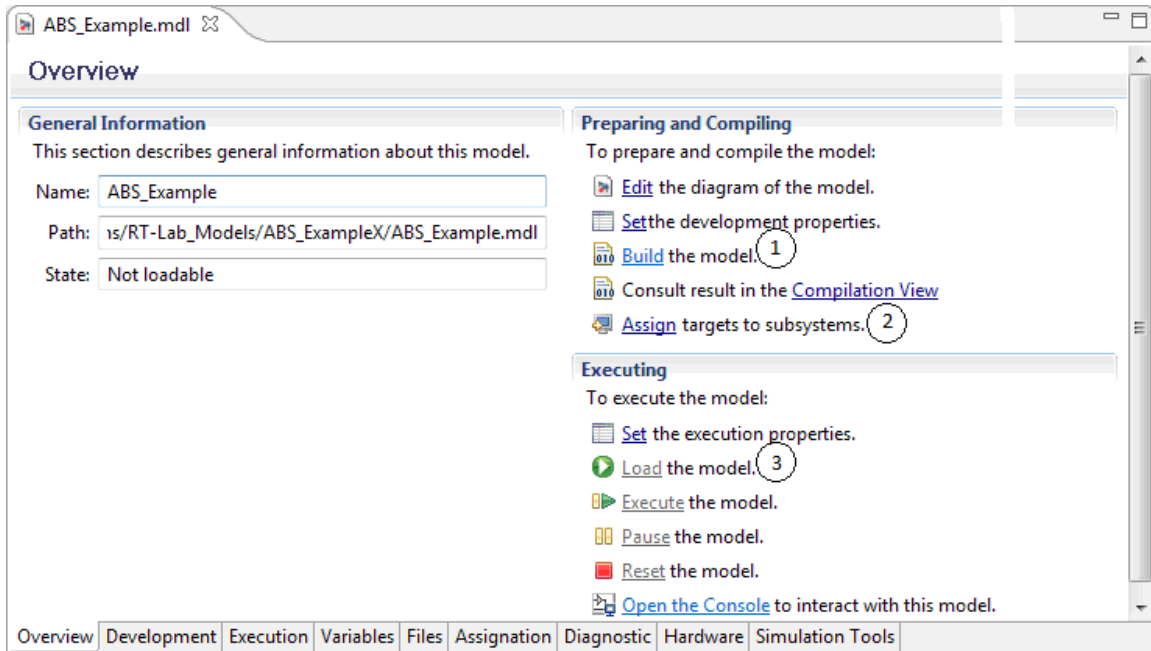 ABS_Example.mdl
Overview
General Information
This section describes general information about this model.
Name: ABS_Example
Path: ns/RT-Lab_Models/ABS_ExampleX/ABS_Example.mdl
State: Not loadable
Preparing and Compiling
To prepare and compile the model:
Edit the diagram of the model.
Setthe development properties.
Build the model. 1
Consult result in the Compilation View
Assign targets to subsystems. 2
Executing
To execute the model:
Set the execution properties.
Load the model. 3
Execute the model.
Pause the model.
Reset the model.
Open the Console to interact with this model.
Overview Development Execution Variables Files Assignation Diagnostic Hardware Simulation Tools